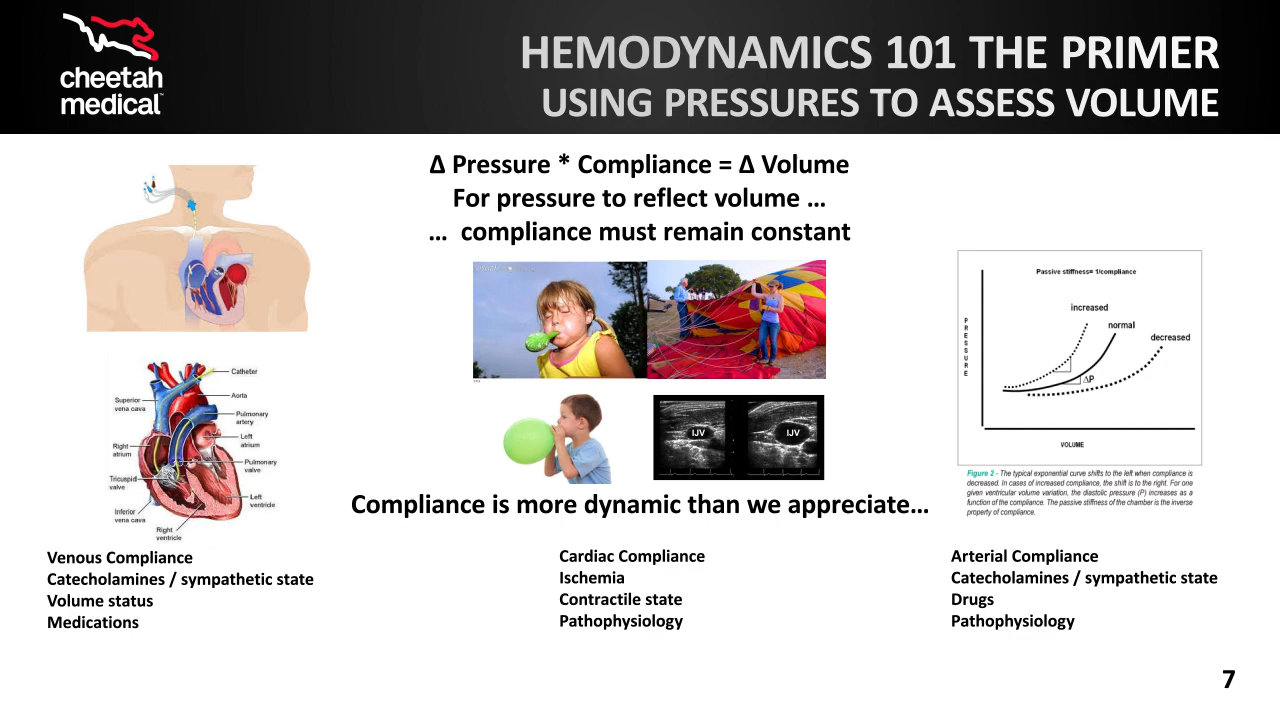 cheetah
medical
HEMODYNAMICS 101 THE PRIMER
USING PRESSURES TO ASSESS VOLUME
Δ Pressure * Compliance = Δ Volume
For pressure to reflect volume …
… compliance must remain constant
Catheter
Aorta
Superior
vena cava
Pulmonary
artery
Left
atrium
Right
atrium
Pulmonary
valve
Tricuspid
valve
Left
ventricle
Inferior
vena cava
Right
ventricle
IJV
IJV
Passive stiffness= 1/compliance
increased
normal
decreased
PRESSURE
ΔP
VOLUME
Figure 2 - The typical exponential curve shifts to the left when compliance is
decreased. In cases of increased compliance, the shift is to the right. For one
given ventricular volume variation, the diastolic pressure (P) increases as a
function of the compliance. The passive stiffness of the chamber is the inverse
property of compliance.
Compliance is more dynamic than we appreciate…
Venous Compliance
Catecholamines / sympathetic state
Volume status
Medications
Cardiac Compliance
Ischemia
Contractile state
Pathophysiology
Arterial Compliance
Catecholamines / sympathetic state
Drugs
Pathophysiology
7